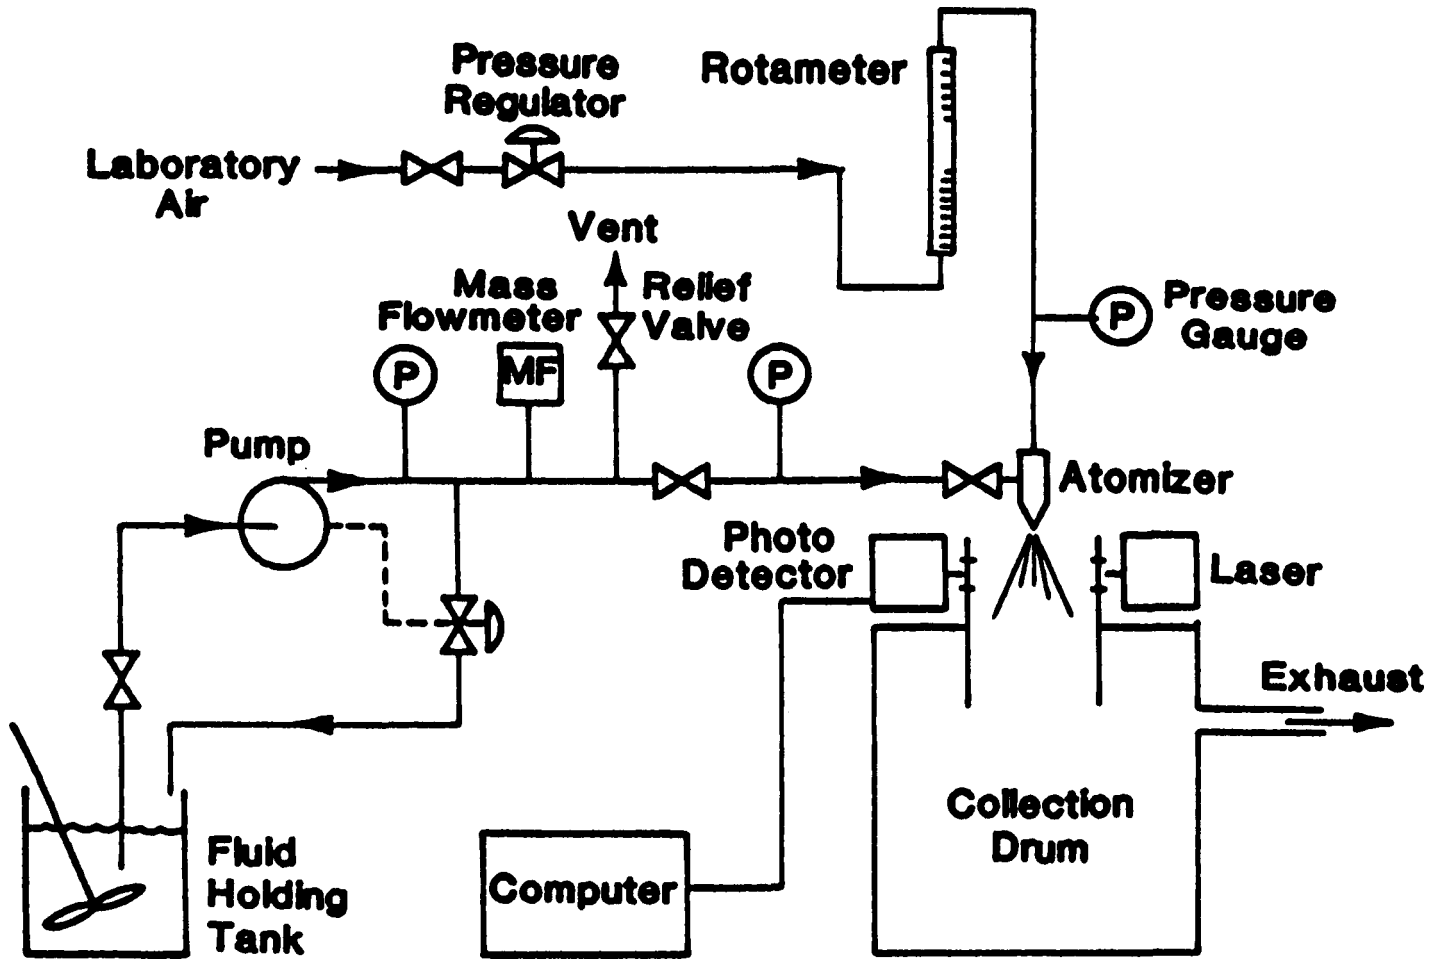 Pressure
Regulator
Rotameter
Laboratory
Air
Vent
Mass
Flowmeter
Relief
Valve
Pressure
Gauge
P
P
MF
P
Pump
Atomizer
Photo
Detector
Laser
Exhaust
Collection
Drum
Fluid
Holding
Tank
Computer